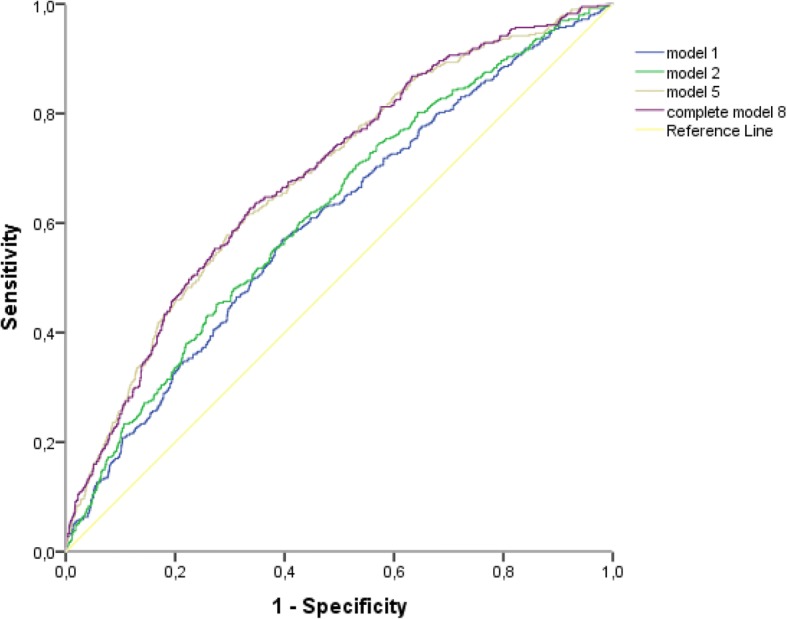 1,0
0,8
0,6
0,4
0,2
0,0
Sensitivity
0,0 0,2 0,4 0,6 0,8 1,0
1 - Specificity
model 1
model 2
model 5
complete model 8
Reference Line